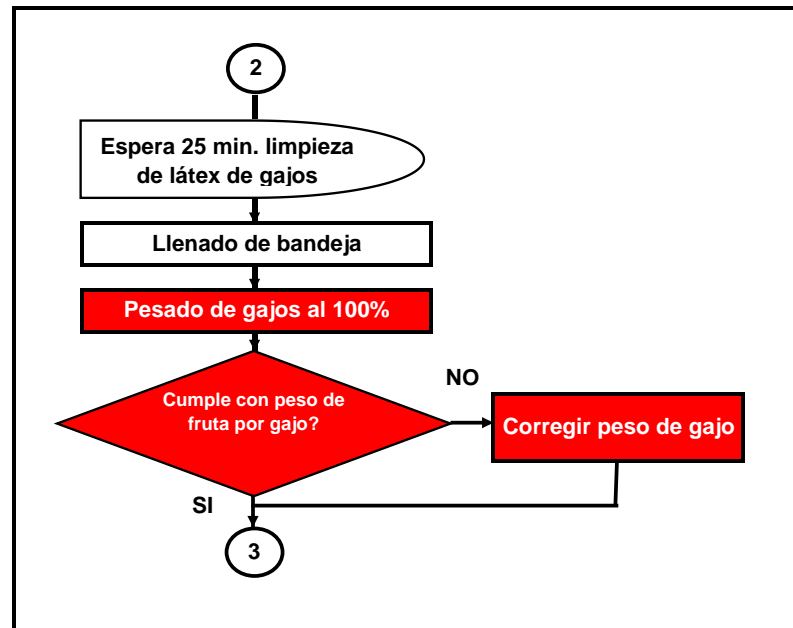 2
Espera 25 min. limpieza
de látex de gajos
Llenado de bandeja
Pesado de gajos al 100%
Cumple con peso de
fruta por gajo?
NO
Corregir peso de gajo
SI
3